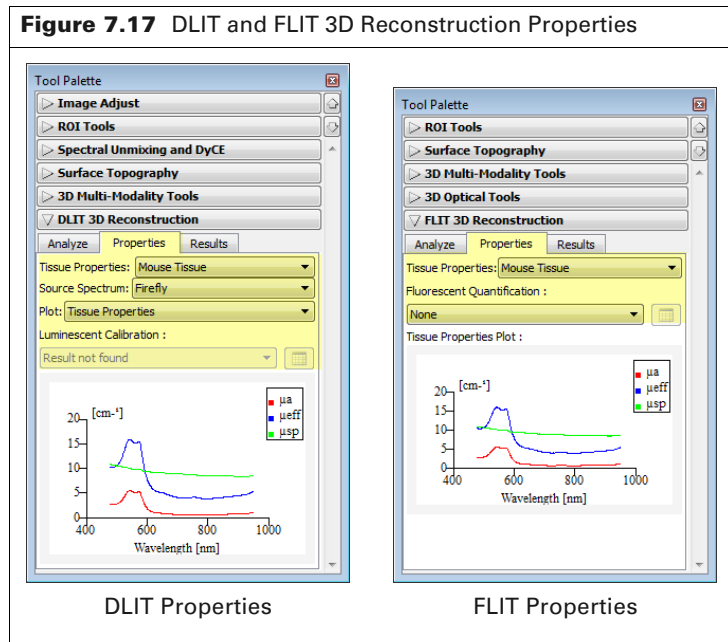 Figure 7.17 DLIT and FLIT 3D Reconstruction Properties
Tool Palette
Image Adjust
ROI Tools
Spectral Unmixing and DyCE
Surface Topography
3D Multi-Modality Tools
DLIT 3D Reconstruction
Analyze Properties Results
Tissue Properties: Mouse Tissue
Source Spectrum: Firefly
Plot: Tissue Properties
Luminescent Calibration :
Result not found
[cm-¹]
µa
µeff
µsp
20
15
10
5
0
400 600 800 1000
Wavelength [nm]
DLIT Properties
Tool Palette
ROI Tools
Surface Topography
3D Multi-Modality Tools
3D Optical Tools
FLIT 3D Reconstruction
Analyze Properties Results
Tissue Properties: Mouse Tissue
Fluorescent Quantification :
None
Tissue Properties Plot :
[cm-¹]
µa
µeff
µsp
20
15
10
5
0
400 600 800 1000
Wavelength [nm]
FLIT Properties